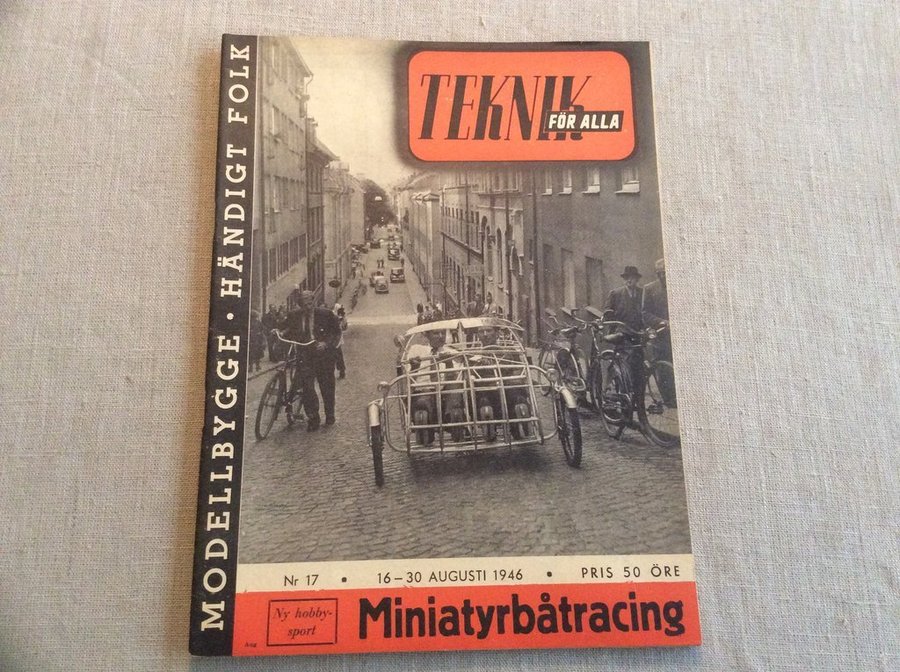 MODELLBYGGE · HÄNDIGT FOLK
TEKNIK
FÖR ALLA
Nr 17 • 16–30 AUGUSTI 1946 • PRIS 50 ÖRE
Ny hobby-
sport
Miniatyrbåtracing